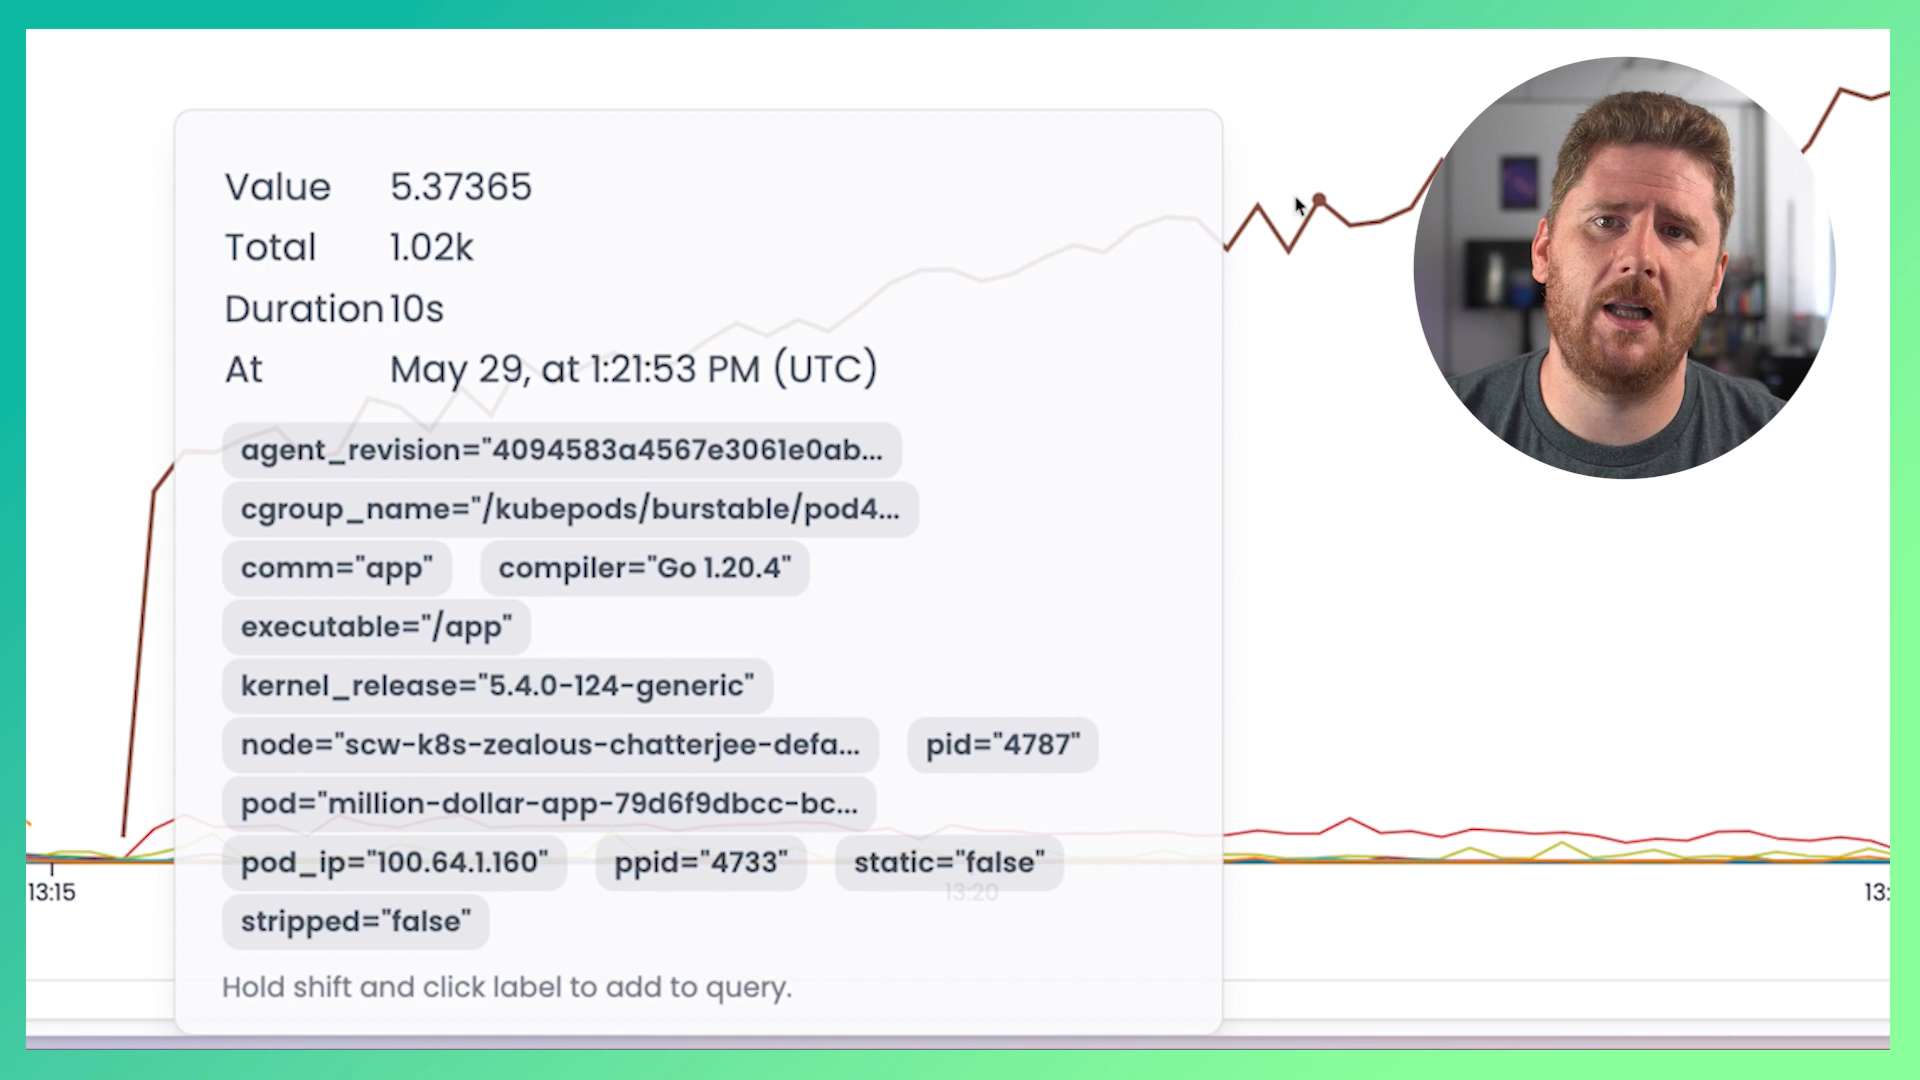 Value 5.37365
Total 1.02k
Duration 10s
At May 29, at 1:21:53 PM (UTC)
agent_revision="4094583a4567e3061e0ab...
cgroup_name="/kubepods/burstable/pod4...
comm="app" compiler="Go 1.20.4"
executable="/app"
kernel_release="5.4.0-124-generic"
node="scw-k8s-zealous-chatterjee-defa... pid="4787"
pod="million-dollar-app-79d6f9dbcc-bc...
pod_ip="100.64.1.160" ppid="4733" static="false"
13:15 13:20 13:
stripped="false"
Hold shift and click label to add to query.